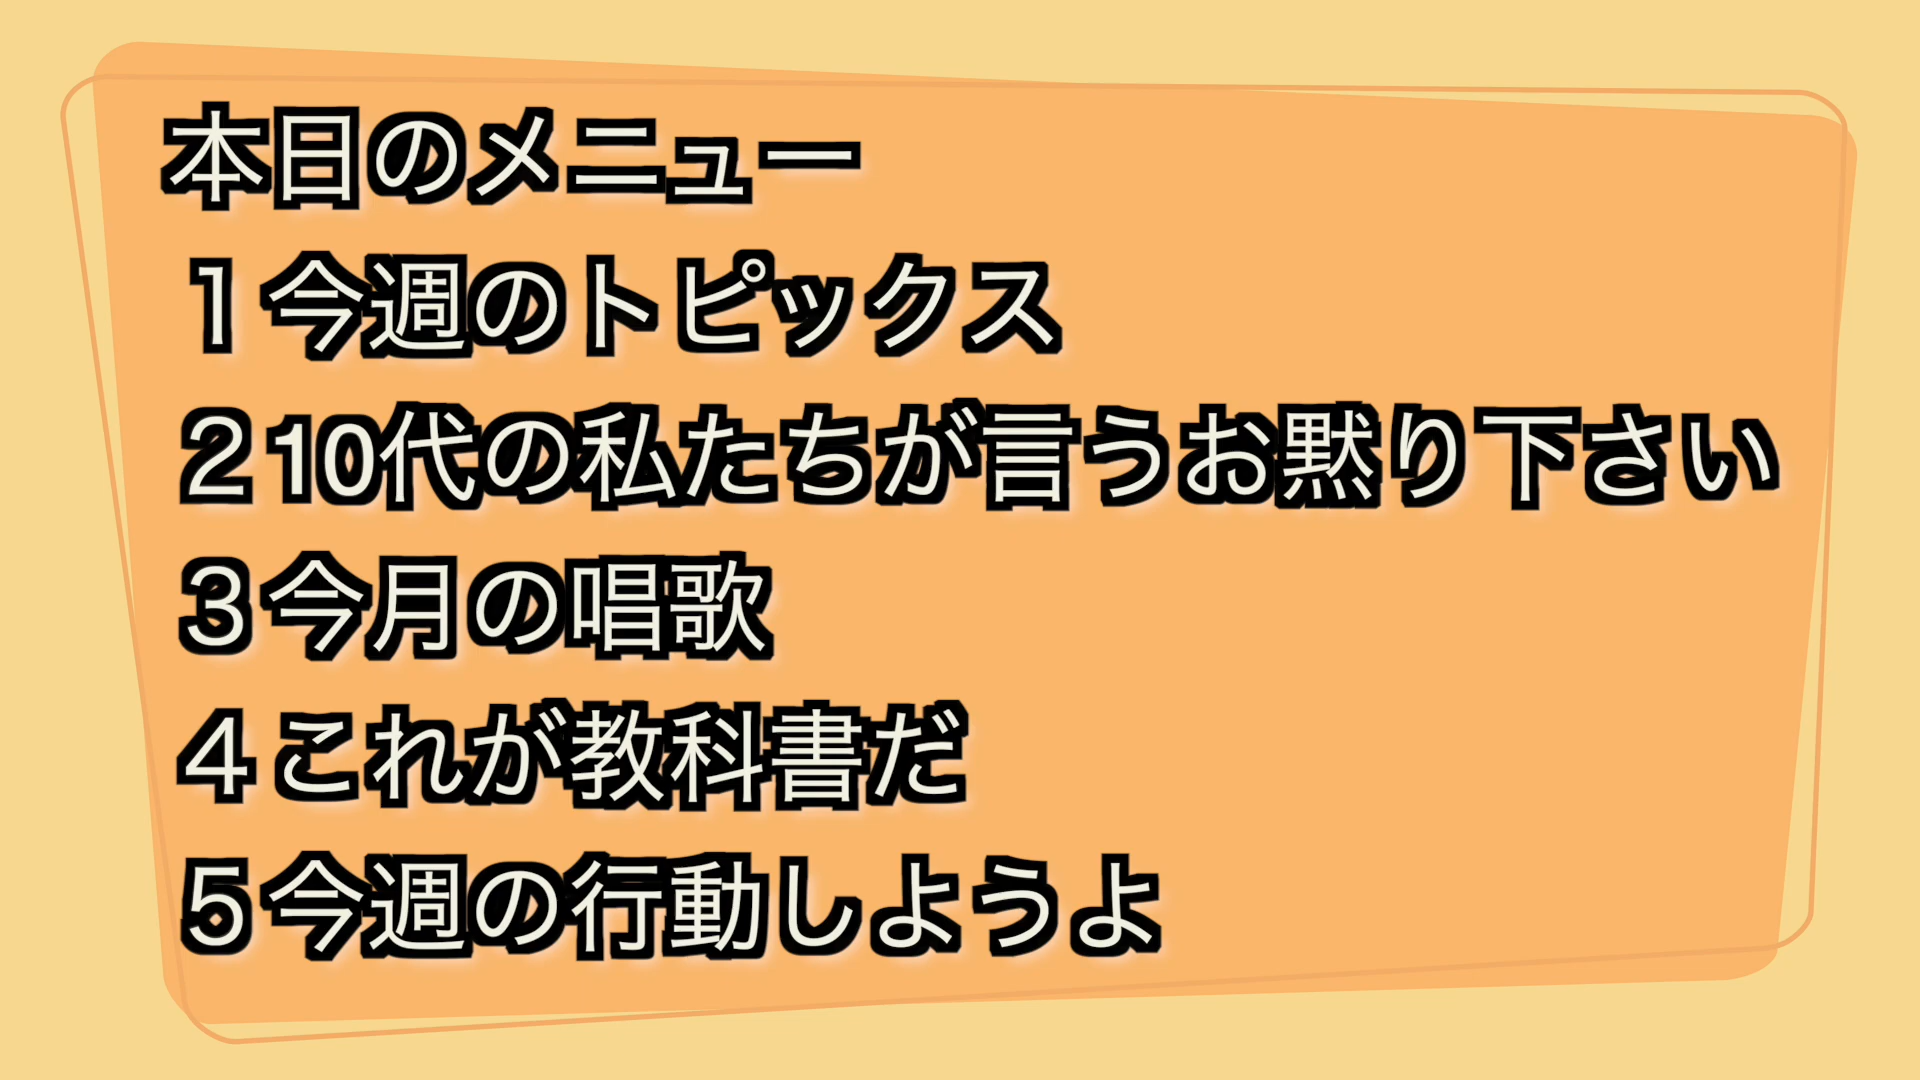 本日のメニュー
１今週のトピックス
２10代の私たちが言うお黙り下さい
３今月の唱歌
４これが教科書だ
５今週の行動しようよ